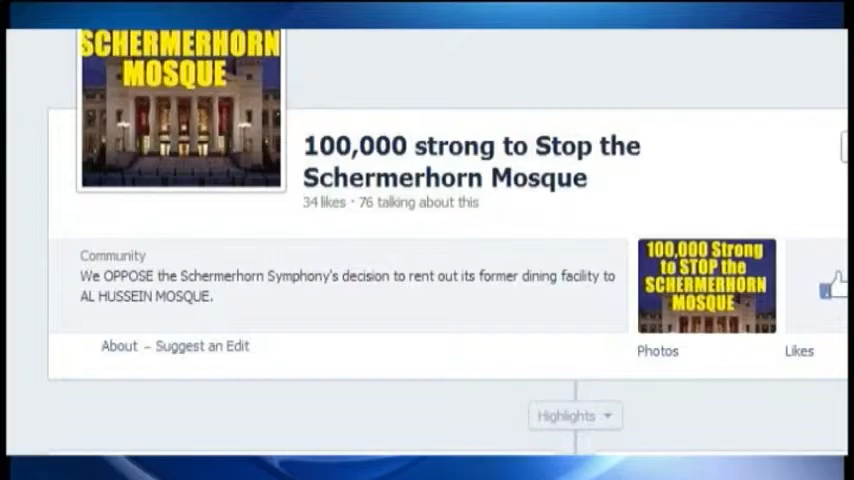 SCHERMERHORN
MOSQUE
100,000 strong to Stop the
Schermerhorn Mosque
34 likes · 76 talking about this
Community
We OPPOSE the Schermerhorn Symphony's decision to rent out its former dining facility to
AL HUSSEIN MOSQUE.
About – Suggest an Edit
100,000 Strong
to STOP the
SCHERMERHORN
MOSQUE
Photos
Likes
Highlights